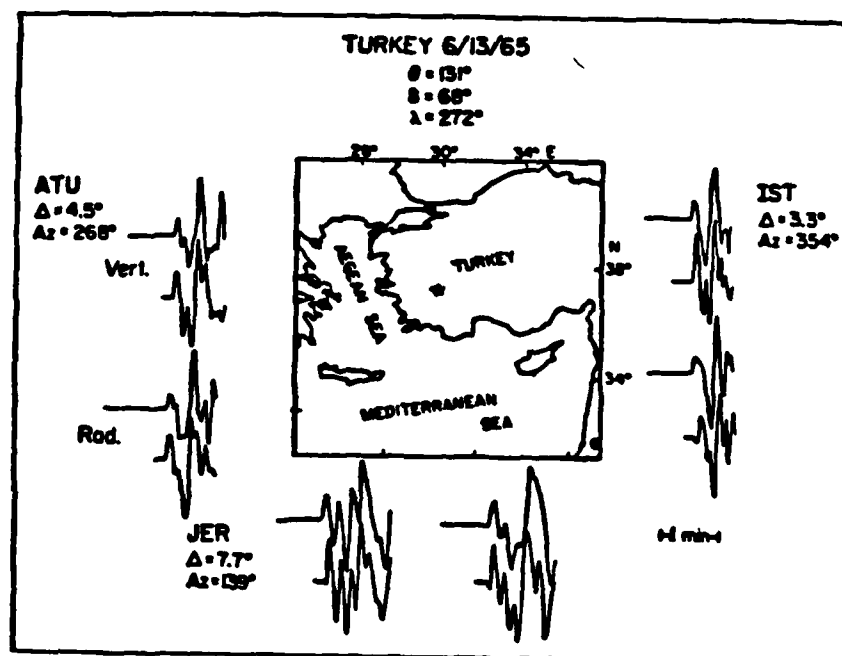 TURKEY 6/13/65
θ = 131°
δ = 68°
λ = 272°
ATU
Δ = 4.5°
Az = 268°
Vert.
Rad.
JER
Δ = 7.7°
Az = 139°
IST
Δ = 3.3°
Az = 354°
30°
34° E
N
38°
34°
TURKEY
AEGEAN SEA
MEDITERRANEAN
SEA
1 min